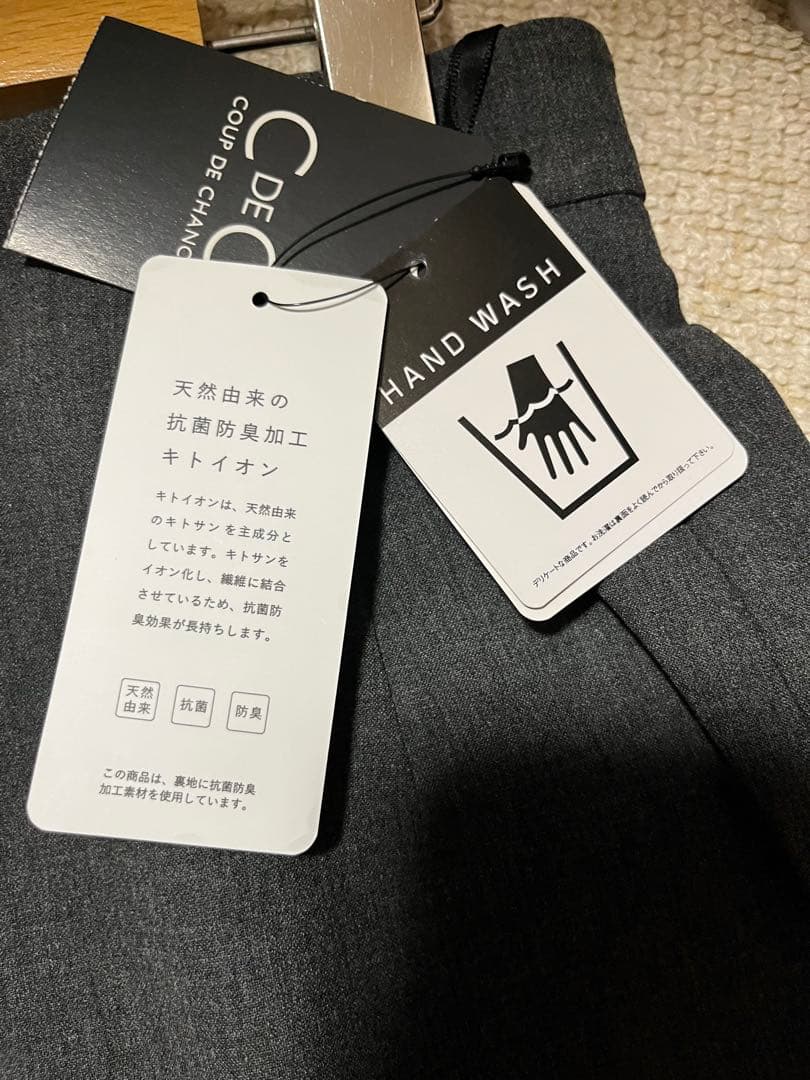 C DE C
COUP DE CHANC
HAND WASH
デリケートな商品です。お洗濯は裏面をよく読んでから取り扱って下さい。
天然由来の
抗菌防臭加工
キトイオン
キトイオンは、天然由来
のキトサン を主成分と
しています。キトサンを
イオン化し、繊維に結合
させているため、抗菌防
臭効果が長持ちします。
天然
由来
抗菌
防臭
この商品は、裏地に抗菌防臭
加工素材を使用しています。